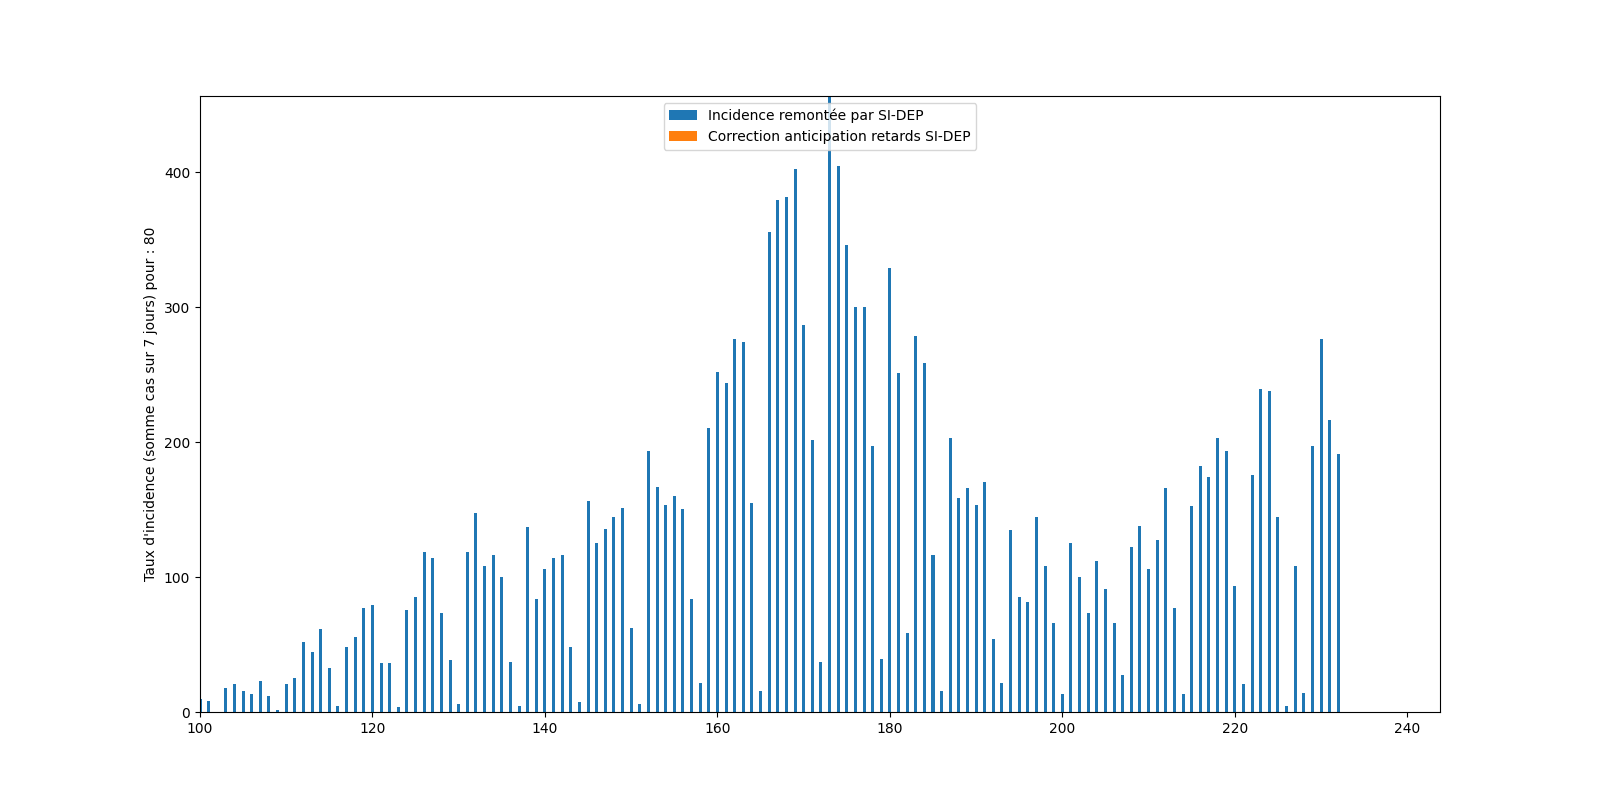 Incidence remontée par SI-DEP
Correction anticipation retards SI-DEP
Taux d'incidence (somme cas sur 7 jours) pour : 80
400
300
200
100
0
100 120 140 160 180 200 220 240